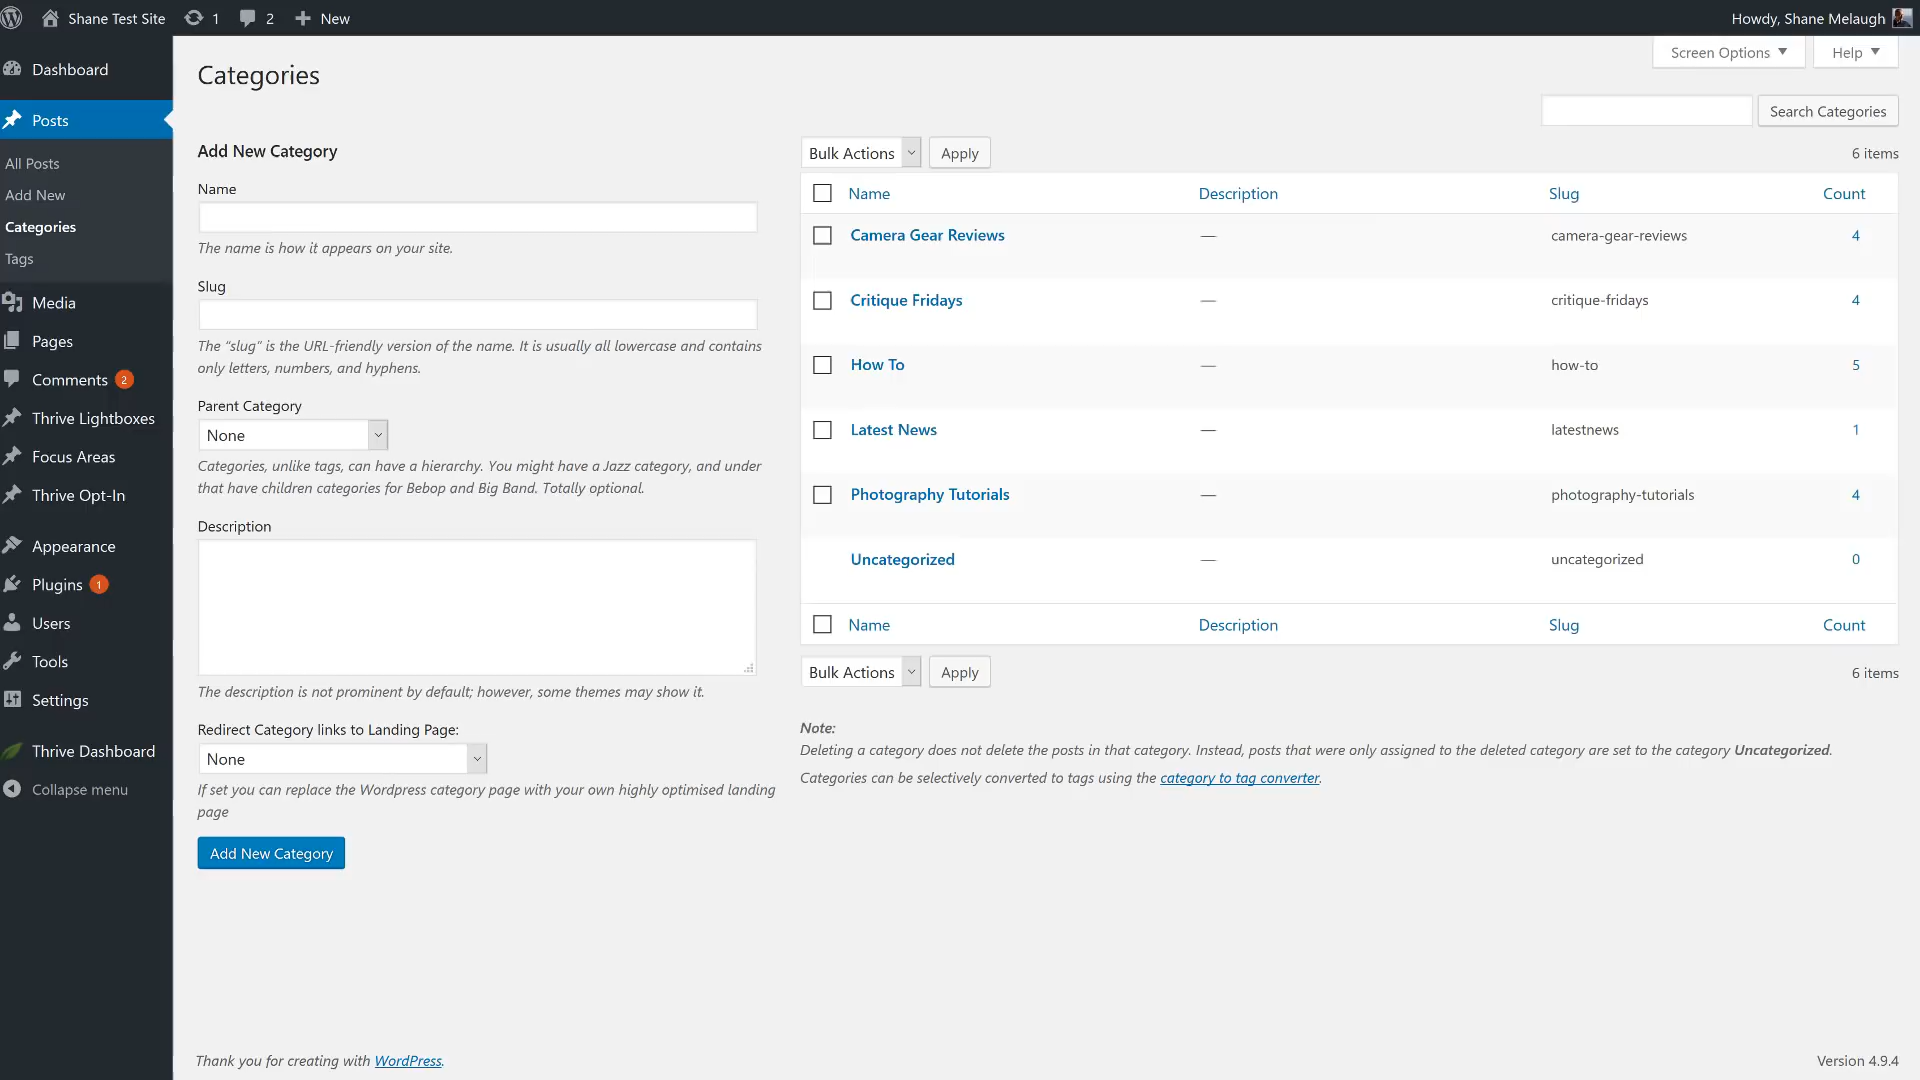 Shane Test Site
1
2
New
Howdy, Shane Melaugh
Dashboard
Posts
All Posts
Add New
Categories
Tags
Media
Pages
Comments 2
Thrive Lightboxes
Focus Areas
Thrive Opt-In
Appearance
Plugins 1
Users
Tools
Settings
Thrive Dashboard
Collapse menu
Screen Options
Help
Categories
Search Categories
Add New Category
Name
The name is how it appears on your site.
Slug
The “slug” is the URL-friendly version of the name. It is usually all lowercase and contains
only letters, numbers, and hyphens.
Parent Category
None
Categories, unlike tags, can have a hierarchy. You might have a Jazz category, and under
that have children categories for Bebop and Big Band. Totally optional.
Description
The description is not prominent by default; however, some themes may show it.
Redirect Category links to Landing Page:
None
If set you can replace the Wordpress category page with your own highly optimised landing
page
Add New Category
Bulk Actions Apply 6 items
Name Description Slug Count
Camera Gear Reviews — camera-gear-reviews 4
Critique Fridays — critique-fridays 4
How To — how-to 5
Latest News — latestnews 1
Photography Tutorials — photography-tutorials 4
Uncategorized — uncategorized 0
Name Description Slug Count
Bulk Actions Apply 6 items
Note:
Deleting a category does not delete the posts in that category. Instead, posts that were only assigned to the deleted category are set to the category Uncategorized.
Categories can be selectively converted to tags using the category to tag converter.
Thank you for creating with WordPress.
Version 4.9.4